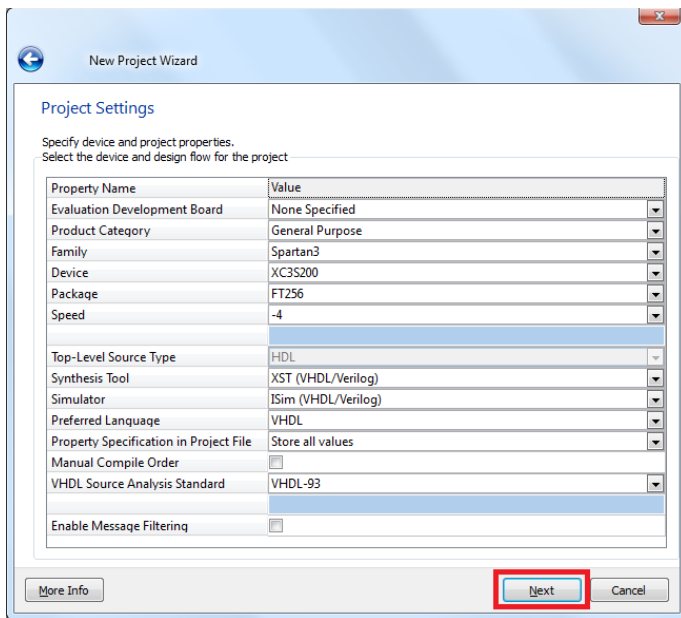 New Project Wizard
Project Settings
Specify device and project properties.
Select the device and design flow for the project
Property Name Value
Evaluation Development Board None Specified
Product Category General Purpose
Family Spartan3
Device XC3S200
Package FT256
Speed -4
Top-Level Source Type HDL
Synthesis Tool XST (VHDL/Verilog)
Simulator ISim (VHDL/Verilog)
Preferred Language VHDL
Property Specification in Project File Store all values
Manual Compile Order
VHDL Source Analysis Standard VHDL-93
Enable Message Filtering
More Info Next Cancel